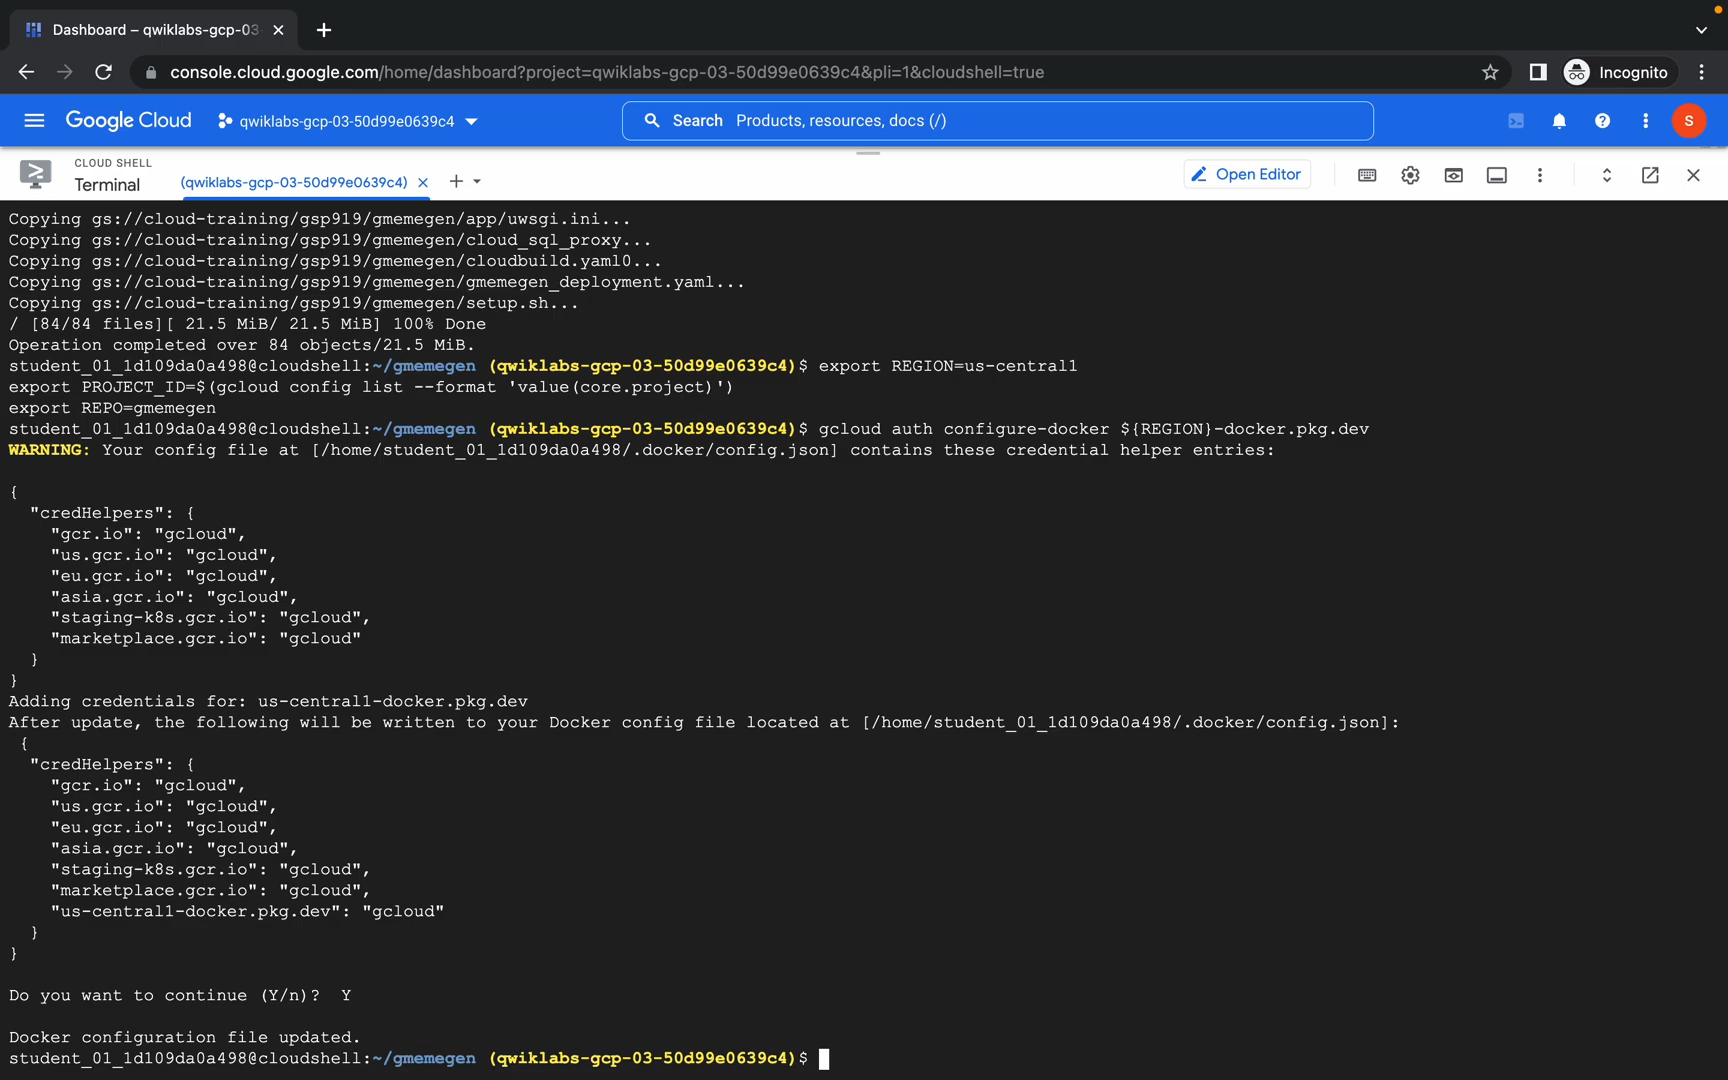 Dashboard – qwiklabs-gcp-03
console.cloud.google.com/home/dashboard?project=qwiklabs-gcp-03-50d99e0639c4&pli=1&cloudshell=true
Incognito
Google Cloud
qwiklabs-gcp-03-50d99e0639c4
Search Products, resources, docs (/)
S
CLOUD SHELL
Terminal
(qwiklabs-gcp-03-50d99e0639c4)
Open Editor
Copying gs://cloud-training/gsp919/gmemegen/app/uwsgi.ini...
Copying gs://cloud-training/gsp919/gmemegen/cloud_sql_proxy...
Copying gs://cloud-training/gsp919/gmemegen/cloudbuild.yaml0...
Copying gs://cloud-training/gsp919/gmemegen/gmemegen_deployment.yaml...
Copying gs://cloud-training/gsp919/gmemegen/setup.sh...
/ [84/84 files][ 21.5 MiB/ 21.5 MiB] 100% Done
Operation completed over 84 objects/21.5 MiB.
student_01_1d109da0a498@cloudshell:~/gmemegen (qwiklabs-gcp-03-50d99e0639c4)$ export REGION=us-central1
export PROJECT_ID=$(gcloud config list --format 'value(core.project)')
export REPO=gmemegen
student_01_1d109da0a498@cloudshell:~/gmemegen (qwiklabs-gcp-03-50d99e0639c4)$ gcloud auth configure-docker ${REGION}-docker.pkg.dev
WARNING: Your config file at [/home/student_01_1d109da0a498/.docker/config.json] contains these credential helper entries:
{
"credHelpers": {
"gcr.io": "gcloud",
"us.gcr.io": "gcloud",
"eu.gcr.io": "gcloud",
"asia.gcr.io": "gcloud",
"staging-k8s.gcr.io": "gcloud",
"marketplace.gcr.io": "gcloud"
}
}
Adding credentials for: us-central1-docker.pkg.dev
After update, the following will be written to your Docker config file located at [/home/student_01_1d109da0a498/.docker/config.json]:
{
"credHelpers": {
"gcr.io": "gcloud",
"us.gcr.io": "gcloud",
"eu.gcr.io": "gcloud",
"asia.gcr.io": "gcloud",
"staging-k8s.gcr.io": "gcloud",
"marketplace.gcr.io": "gcloud",
"us-central1-docker.pkg.dev": "gcloud"
}
}
Do you want to continue (Y/n)? Y
Docker configuration file updated.
student_01_1d109da0a498@cloudshell:~/gmemegen (qwiklabs-gcp-03-50d99e0639c4)$